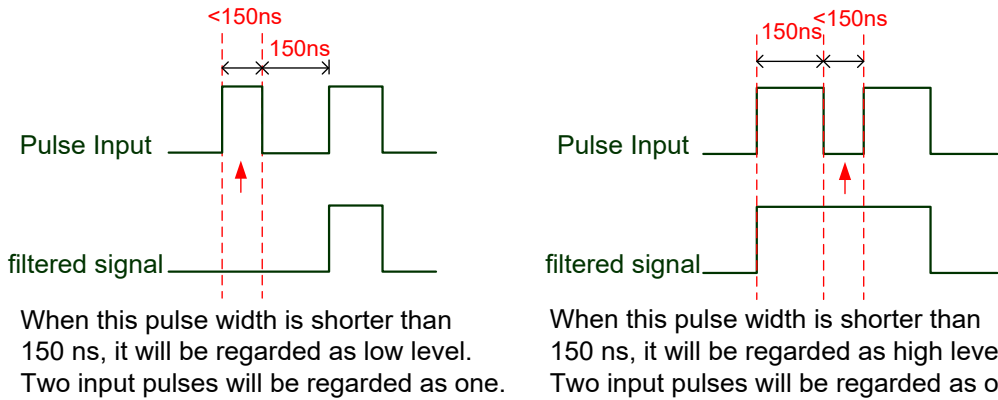 <150ns
150ns
Pulse Input
filtered signal
When this pulse width is shorter than
150 ns, it will be regarded as low level.
Two input pulses will be regarded as one.
<150ns
150ns
Pulse Input
filtered signal
When this pulse width is shorter than
150 ns, it will be regarded as high leve
Two input pulses will be regarded as o